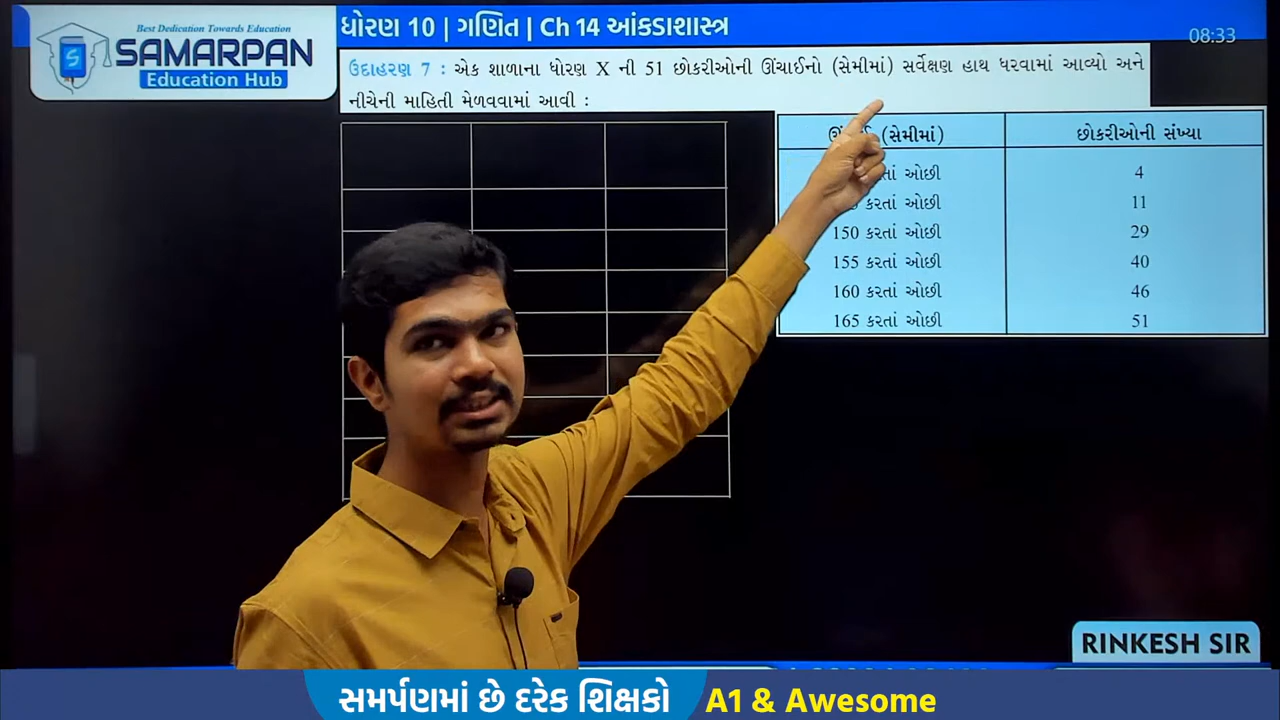 Best Dedication Towards Education
SAMARPAN
Education Hub
ધોરણ 10 | ગણિત | Ch 14 આંકડાશાસ્ત્ર
08:33
ઉદાહરણ 7 : એક શાળાના ધોરણ X ની 51 છોકરીઓની ઊંચાઈનો (સેમીમાં) સર્વેક્ષણ હાથ ધરવામાં આવ્યો અને
નીચેની માહિતી મેળવવામાં આવી :
(સેમીમાં) છોકરીઓની સંખ્યા
કરતાં ઓછી 4
કરતાં ઓછી 11
150 કરતાં ઓછી 29
155 કરતાં ઓછી 40
160 કરતાં ઓછી 46
165 કરતાં ઓછી 51
RINKESH SIR
સમર્પણમાં છે દરેક શિક્ષકો A1 & Awesome